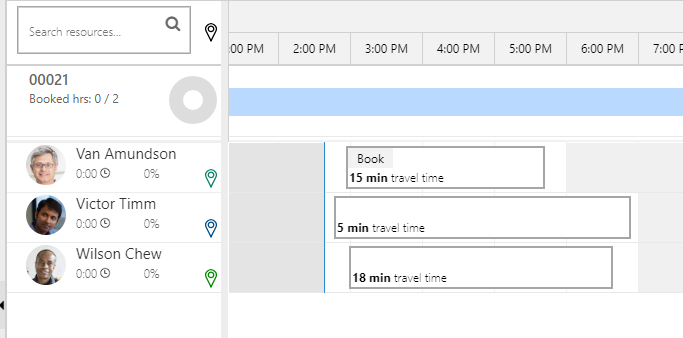 Search resources...
:00 PM 2:00 PM 3:00 PM 4:00 PM 5:00 PM 6:00 PM 7:00 P
00021
Booked hrs: 0 / 2
Van Amundson
0:00 0%
Book
15 min travel time
Victor Timm
0:00 0%
5 min travel time
Wilson Chew
0:00 0%
18 min travel time